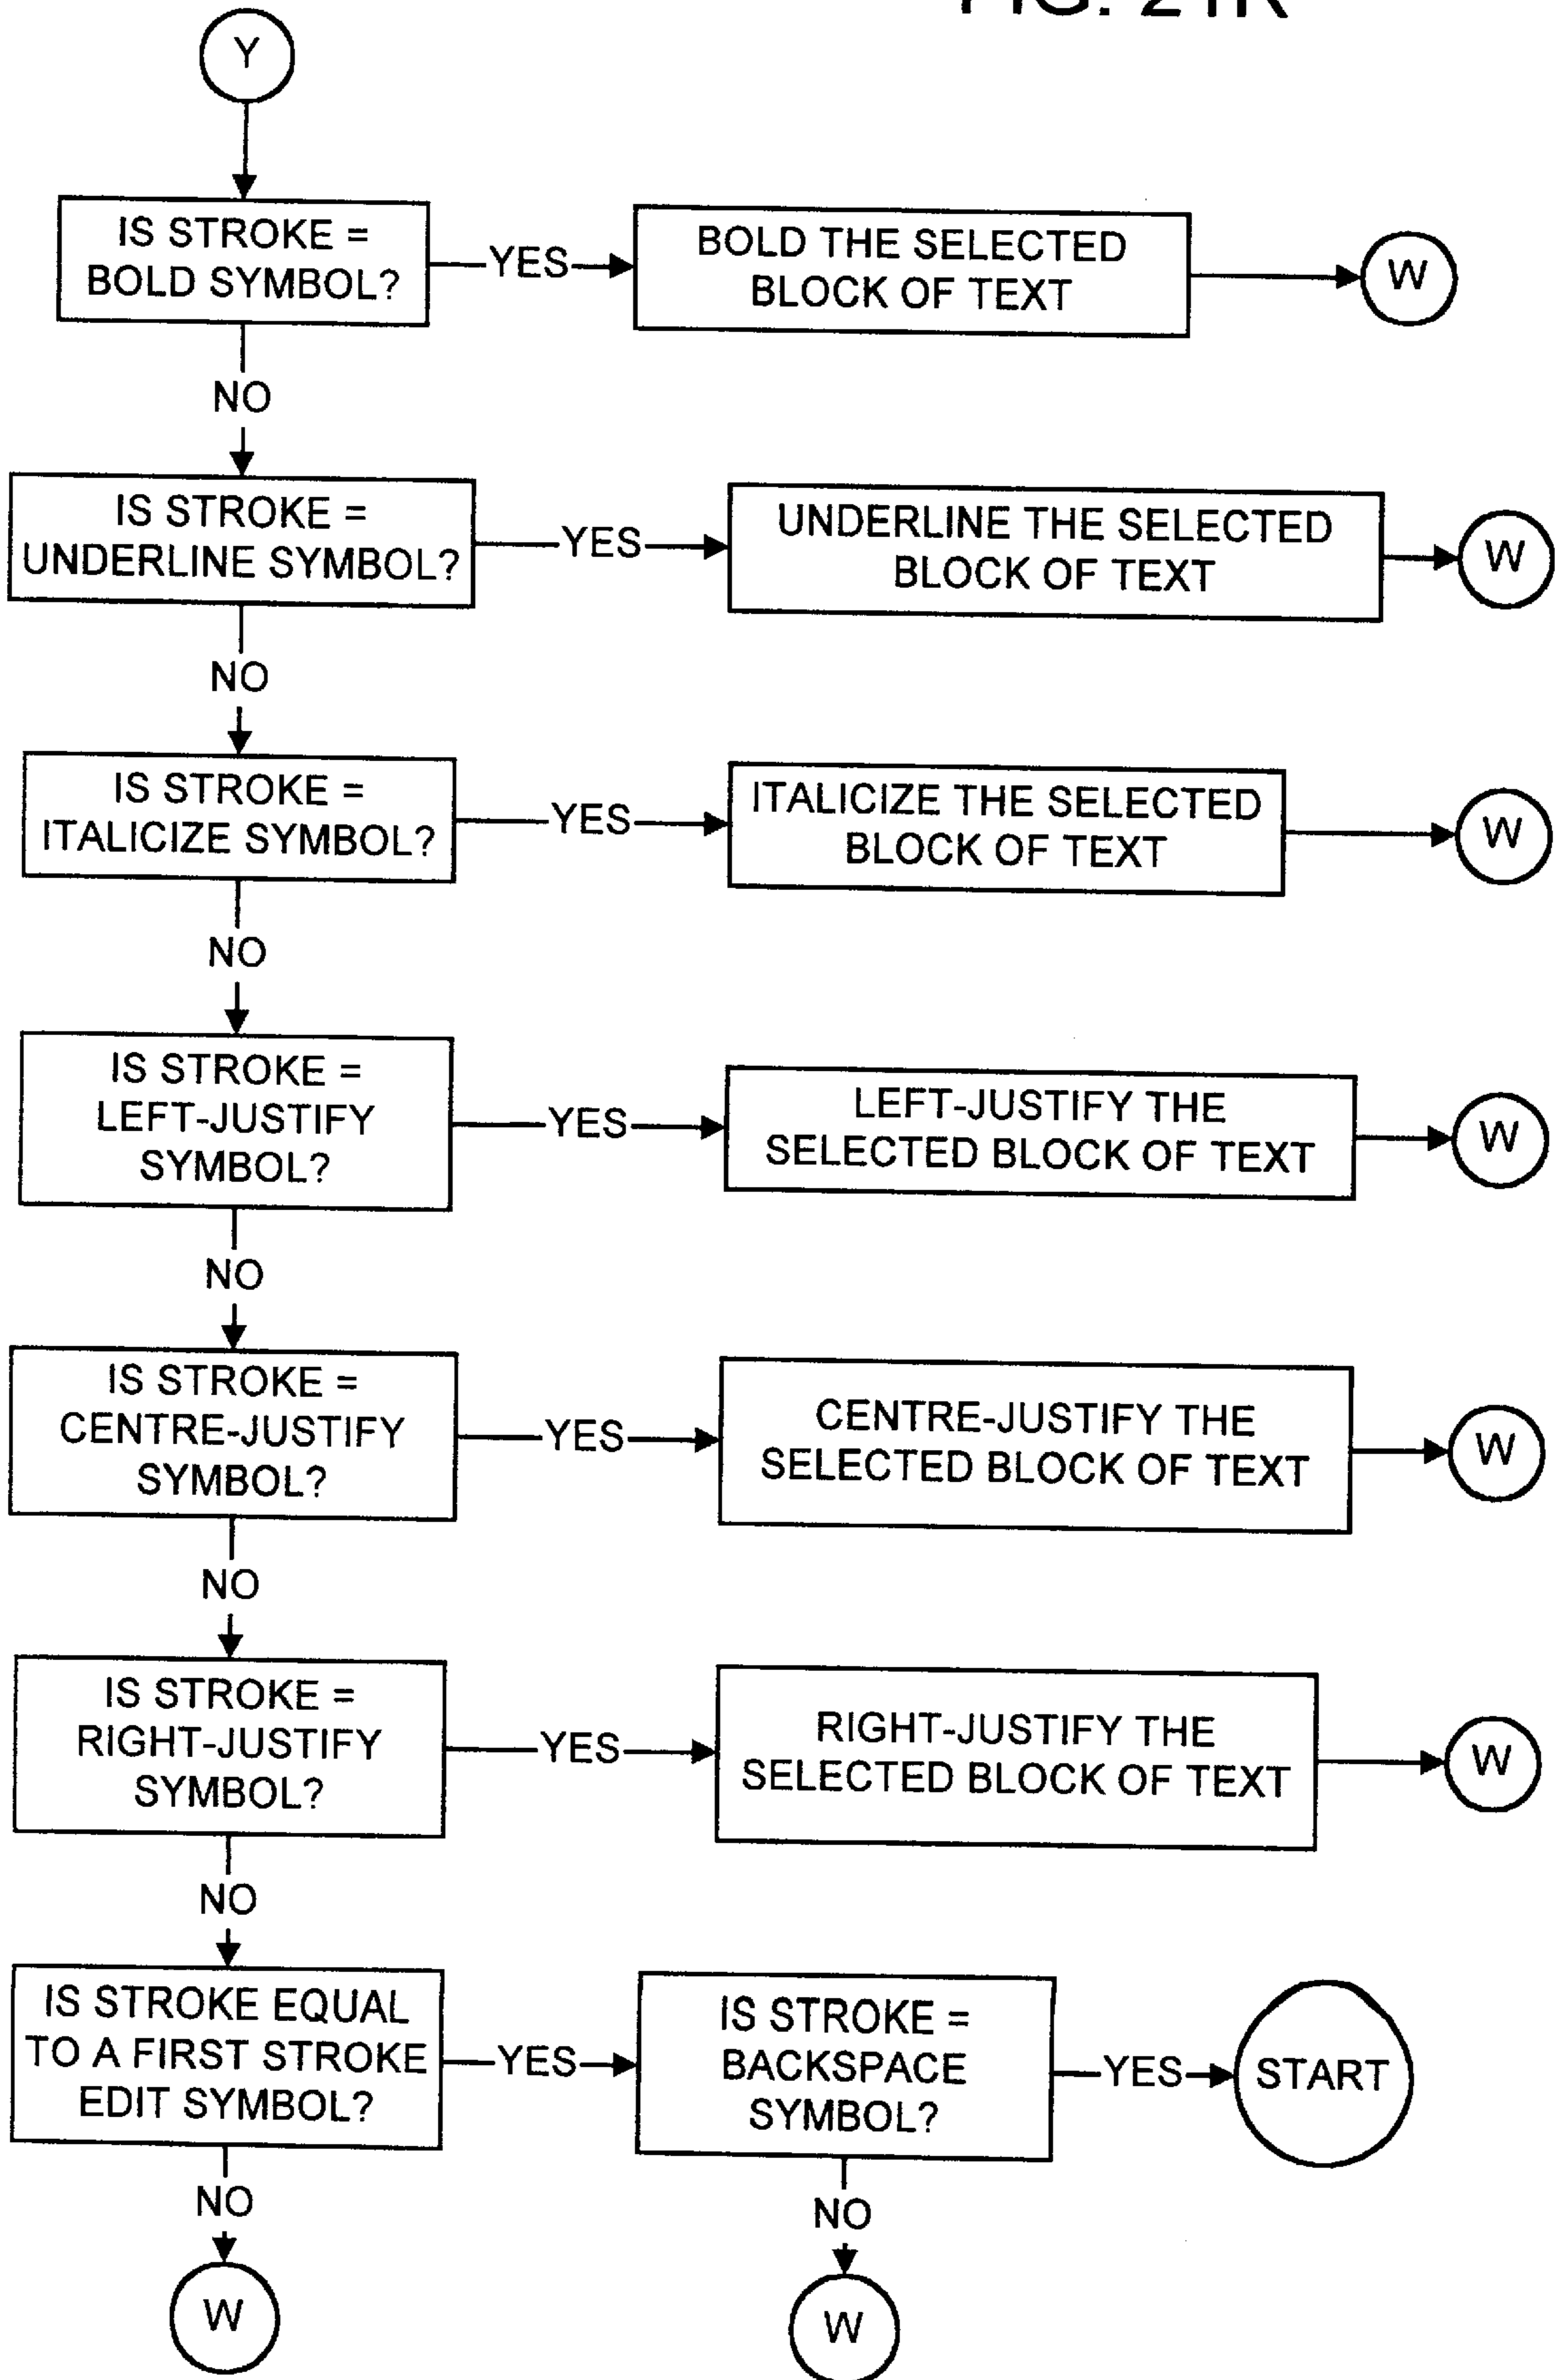 FIG. 21R
Y
IS STROKE =
BOLD SYMBOL?
YES
BOLD THE SELECTED
BLOCK OF TEXT
W
NO
IS STROKE =
UNDERLINE SYMBOL?
YES
UNDERLINE THE SELECTED
BLOCK OF TEXT
W
NO
IS STROKE =
ITALICIZE SYMBOL?
YES
ITALICIZE THE SELECTED
BLOCK OF TEXT
W
NO
IS STROKE =
LEFT-JUSTIFY
SYMBOL?
YES
LEFT-JUSTIFY THE
SELECTED BLOCK OF TEXT
W
NO
IS STROKE =
CENTRE-JUSTIFY
SYMBOL?
YES
CENTRE-JUSTIFY THE
SELECTED BLOCK OF TEXT
W
NO
IS STROKE =
RIGHT-JUSTIFY
SYMBOL?
YES
RIGHT-JUSTIFY THE
SELECTED BLOCK OF TEXT
W
NO
IS STROKE EQUAL
TO A FIRST STROKE
EDIT SYMBOL?
YES
IS STROKE =
BACKSPACE
SYMBOL?
YES
START
NO
W
NO
W